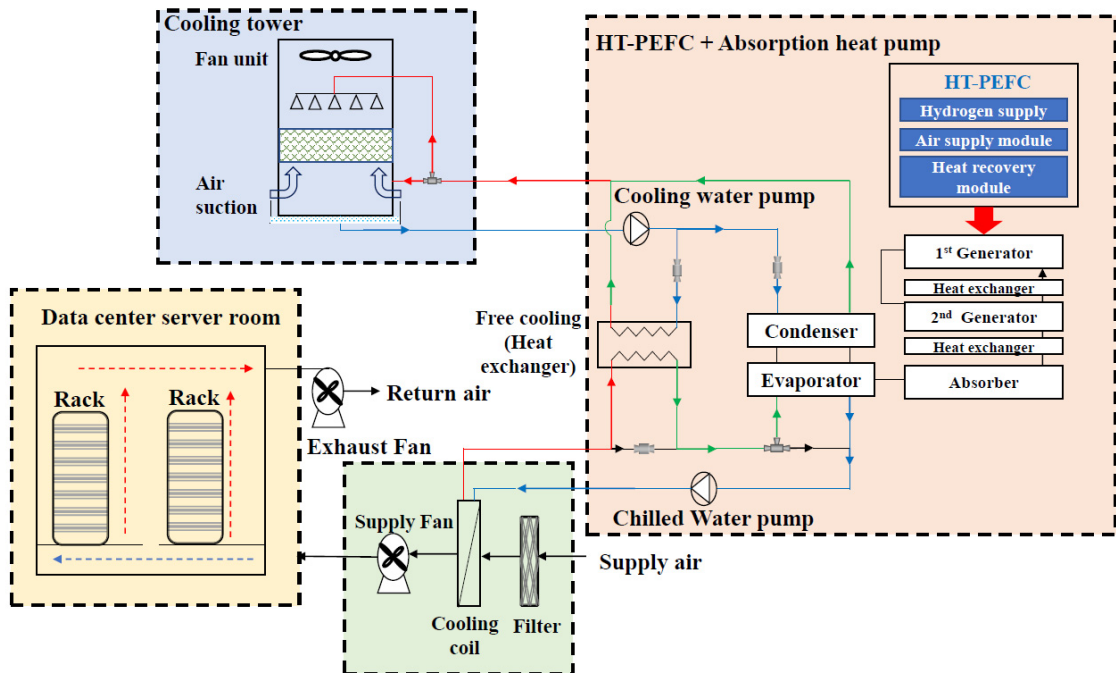 Cooling tower
Fan unit
Air
suction
HT-PEFC + Absorption heat pump
HT-PEFC
Hydrogen supply
Air supply module
Heat recovery
module
Cooling water pump
1st Generator
Heat exchanger
2nd Generator
Heat exchanger
Absorber
Free cooling
(Heat
exchanger)
Condenser
Evaporator
Chilled Water pump
Data center server room
Rack
Rack
Return air
Exhaust Fan
Supply Fan
Supply air
Cooling
coil
Filter